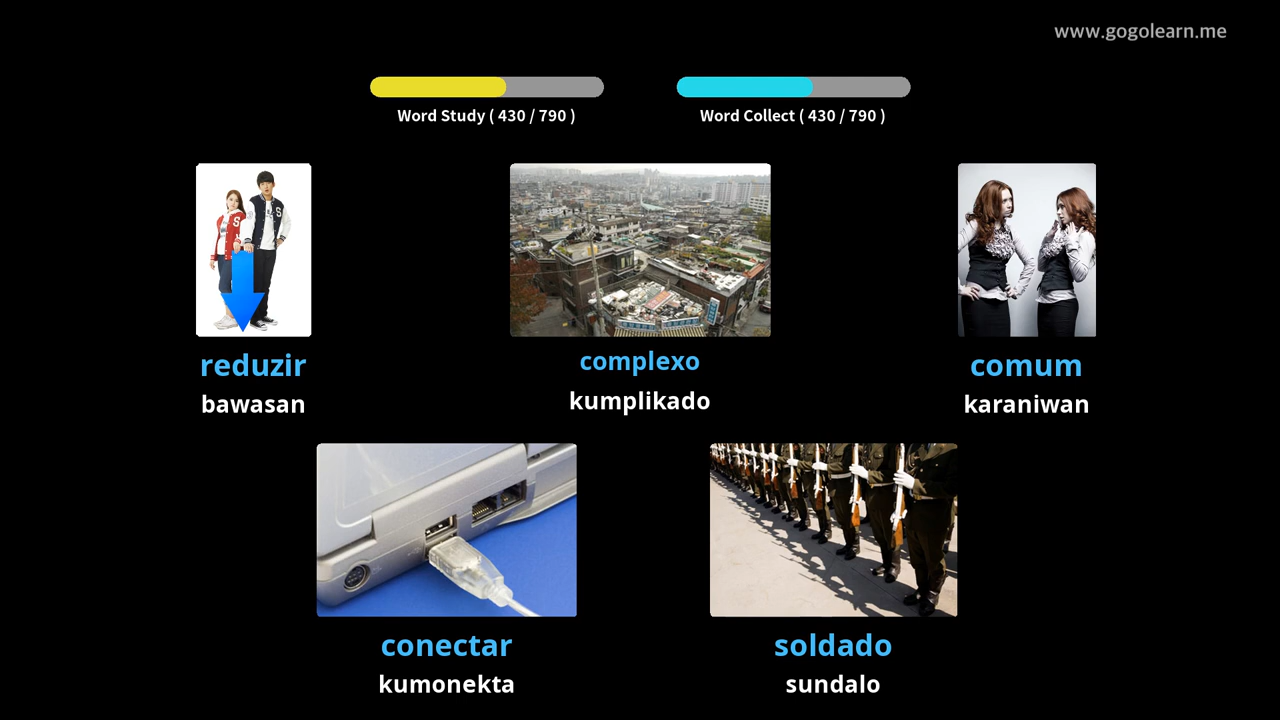 www.gogolearn.me
Word Study ( 430 / 790 )
Word Collect ( 430 / 790 )
reduzir
bawasan
complexo
kumplikado
comum
karaniwan
conectar
kumonekta
soldado
sundalo